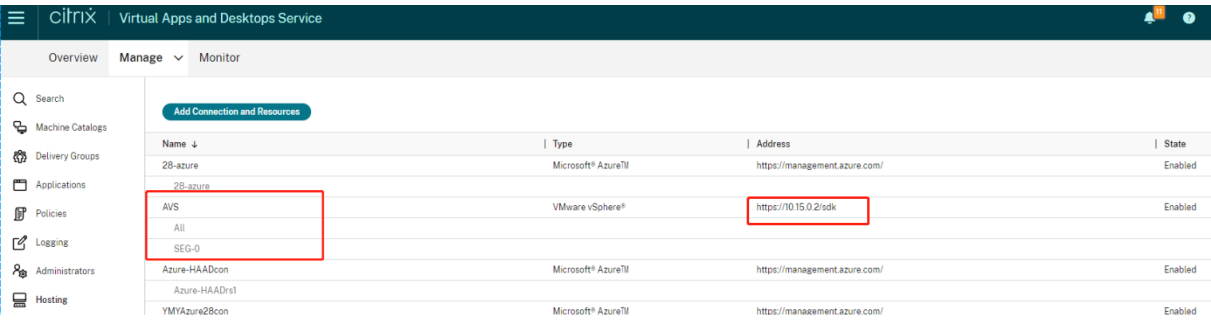 citrix | Virtual Apps and Desktops Service 11 ?
Overview Manage Monitor
Search
Machine Catalogs
Delivery Groups
Applications
Policies
Logging
Administrators
Hosting
Add Connection and Resources
Name ↓ | Type | Address | State
28-azure Microsoft® Azure™ https://management.azure.com/ Enabled
28-azure
AVS VMware vSphere® https://10.15.0.2/sdk Enabled
All
SEG-0
Azure-HAADcon Microsoft® Azure™ https://management.azure.com/ Enabled
Azure-HAADrs1
YMYAzure28con Microsoft® Azure™ https://management.azure.com/ Enabled